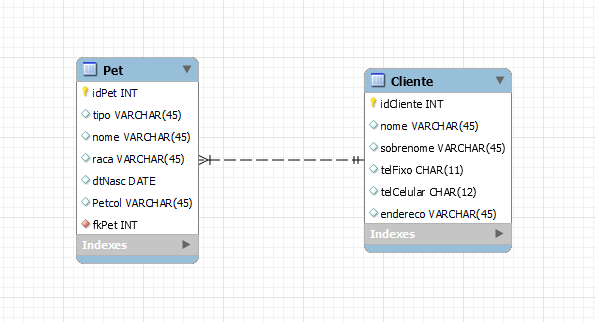 Pet
idPet INT
tipo VARCHAR(45)
nome VARCHAR(45)
raca VARCHAR(45)
dtNasc DATE
Petcol VARCHAR(45)
fkPet INT
Indexes
Cliente
idCliente INT
nome VARCHAR(45)
sobrenome VARCHAR(45)
telFixo CHAR(11)
telCelular CHAR(12)
endereco VARCHAR(45)
Indexes